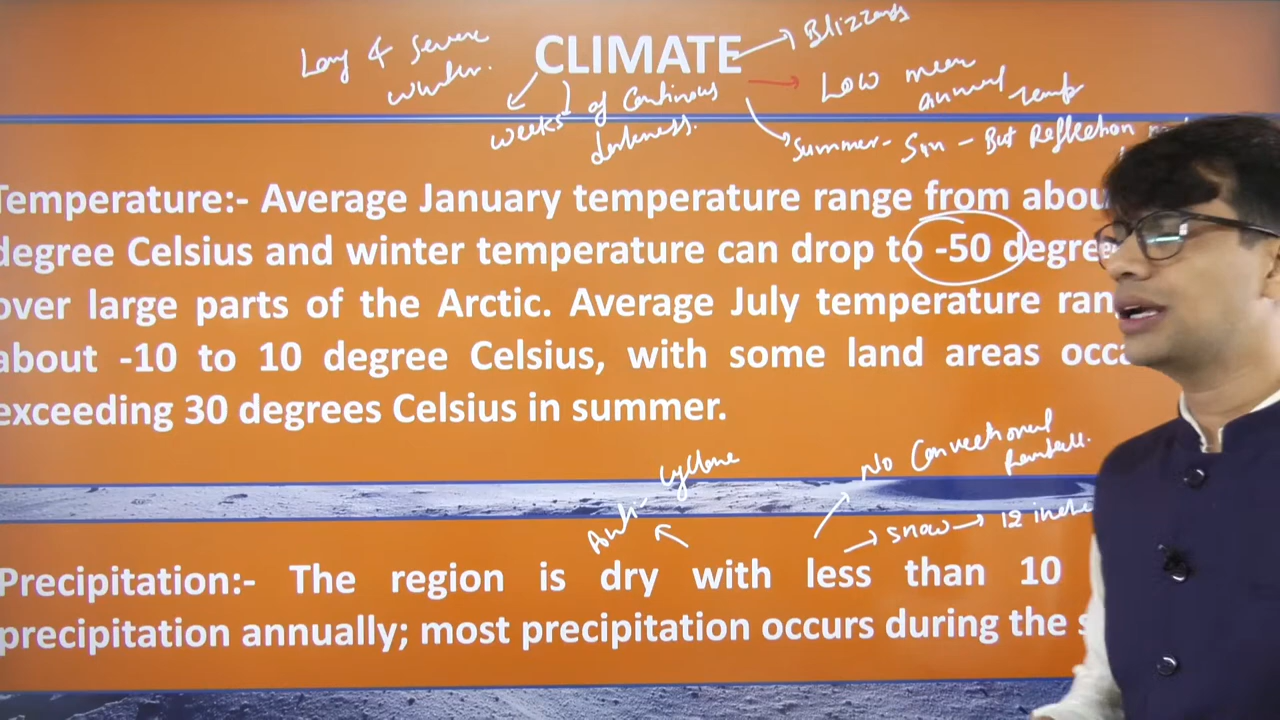 Long & Severe
winter.
CLIMATE
Blizzards
Low mean
annual temp
weeks of Continous
darkness.
Summer - Sun - But Reflection
Temperature:- Average January temperature range from abou
degree Celsius and winter temperature can drop to -50 degree
over large parts of the Arctic. Average July temperature ran
about -10 to 10 degree Celsius, with some land areas occa
exceeding 30 degrees Celsius in summer.
Anti-Cyclone
No Convectional
Rainfall.
snow → 12 inche
Precipitation:- The region is dry with less than 10
precipitation annually; most precipitation occurs during the s